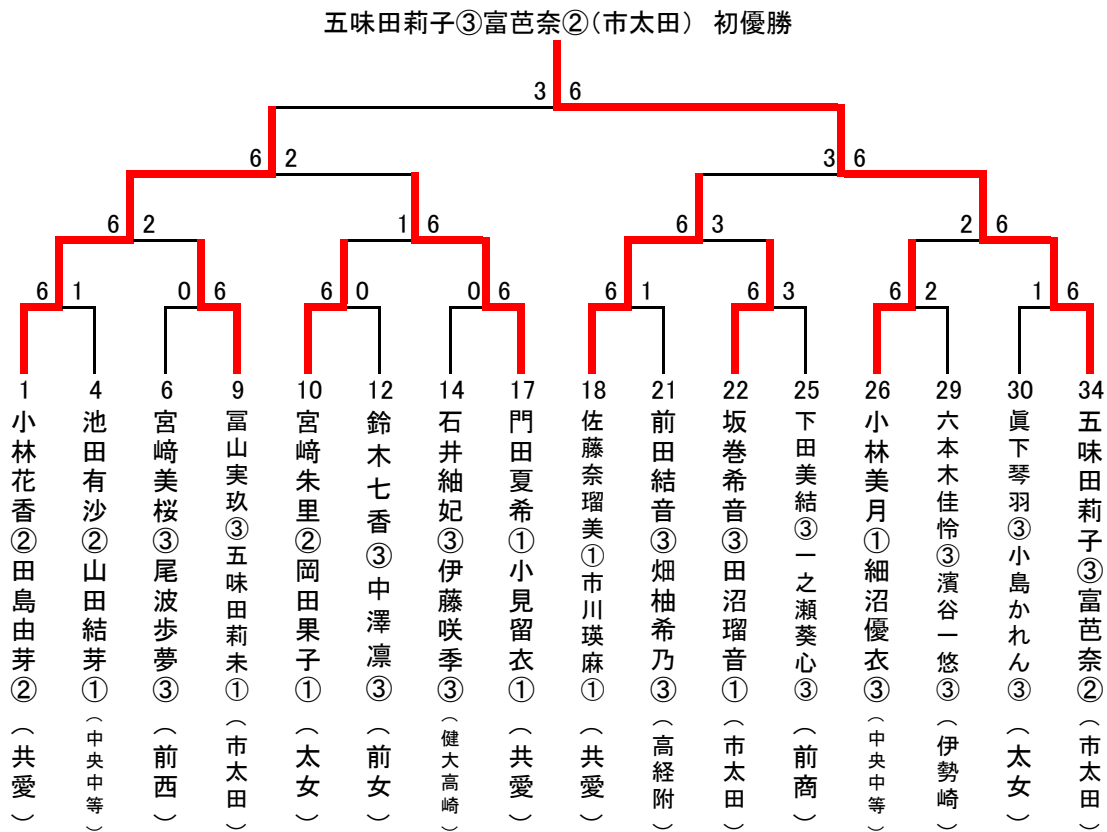 五味田莉子③富芭奈②(市太田) 初優勝
3 6
6 2
3 6
6 2
1 6
6 3
2 6
6 1
0 6
6 0
0 6
6 1
6 3
6 2
1 6
1
小林花香②田島由芽②(共愛)
4
池田有沙②山田結芽①(中央中等)
6
宮﨑美桜③尾波歩夢③(前西)
9
冨山実玖③五味田莉未①(市太田)
10
宮﨑朱里②岡田果子①(太女)
12
鈴木七香③中澤凛③(前女)
14
石井紬妃③伊藤咲季③(健大高崎)
17
門田夏希①小見留衣①(共愛)
18
佐藤奈瑠美①市川瑛麻①(共愛)
21
前田結音③畑柚希乃③(高経附)
22
坂巻希音③田沼瑠音①(市太田)
25
下田美結③一之瀬葵心③(前商)
26
小林美月①細沼優衣③(中央中等)
29
六本木佳怜③濱谷一悠③(伊勢崎)
30
眞下琴羽③小島かれん③(太女)
34
五味田莉子③富芭奈②(市太田)